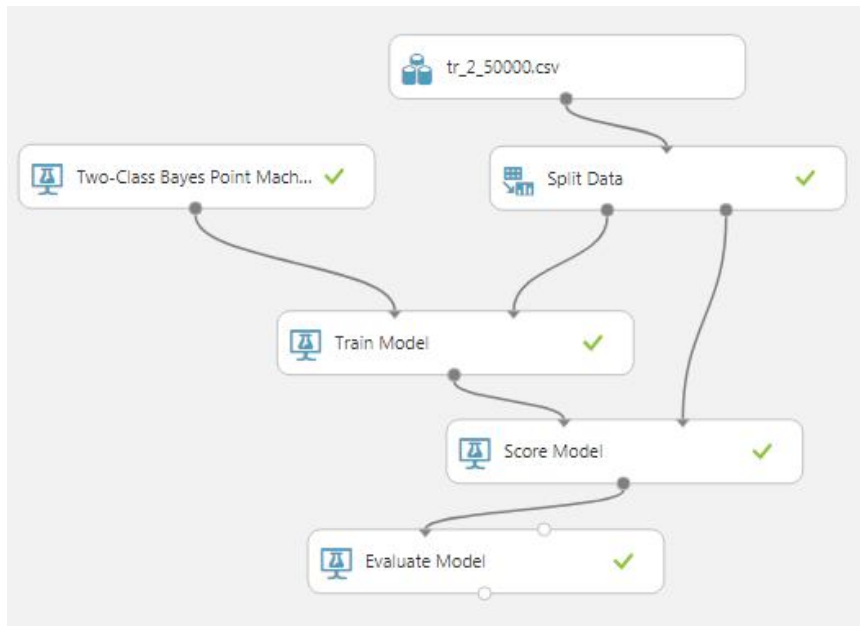 tr_2_50000.csv
Two-Class Bayes Point Mach...
Split Data
Train Model
Score Model
Evaluate Model